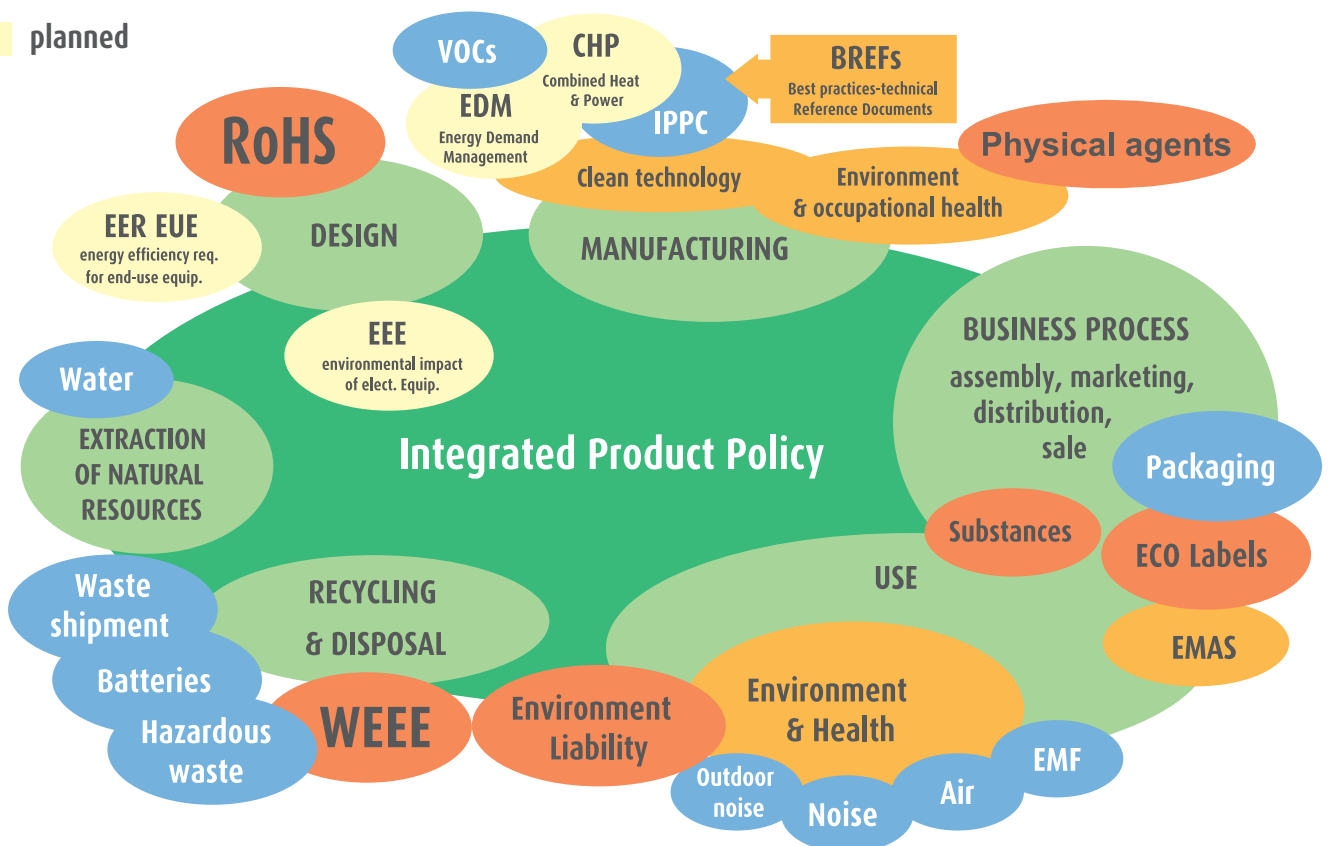 planned
VOCs
CHP
Combined Heat
& Power
EDM
Energy Demand
Management
IPPC
BREFs
Best practices-technical
Reference Documents
RoHS
Physical agents
Clean technology
Environment
& occupational health
EER EUE
energy efficiency req.
for end-use equip.
DESIGN
MANUFACTURING
EEE
environmental impact
of elect. Equip.
BUSINESS PROCESS
assembly, marketing,
distribution,
sale
Water
EXTRACTION
OF NATURAL
RESOURCES
Integrated Product Policy
Packaging
Substances
ECO Labels
EMAS
USE
Waste
shipment
RECYCLING
& DISPOSAL
Batteries
Hazardous
waste
WEEE
Environment
Liability
Environment
& Health
Outdoor
noise
Noise
Air
EMF